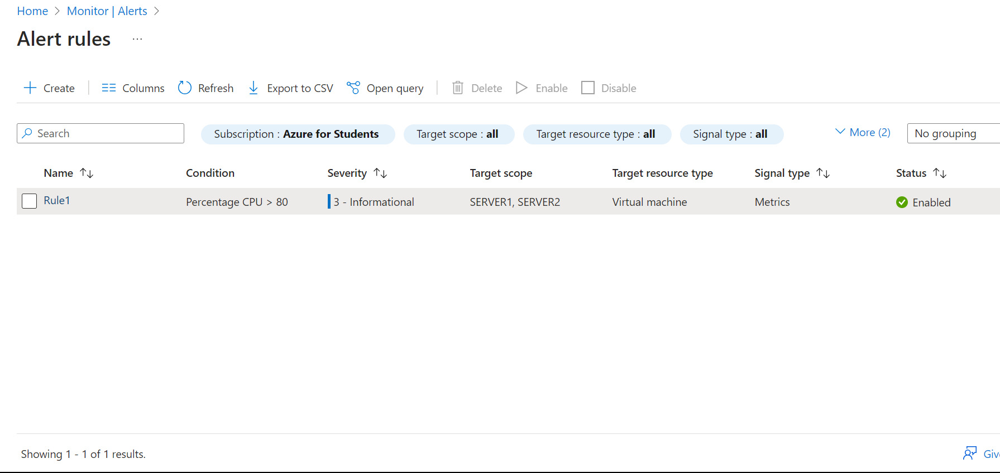 Home > Monitor | Alerts >
Alert rules ...
Create Columns Refresh Export to CSV Open query Delete Enable Disable
Search Subscription : Azure for Students Target scope : all Target resource type : all Signal type : all More (2) No grouping
Name Condition Severity Target scope Target resource type Signal type Status
Rule1 Percentage CPU > 80 3 - Informational SERVER1, SERVER2 Virtual machine Metrics Enabled
Showing 1 - 1 of 1 results.